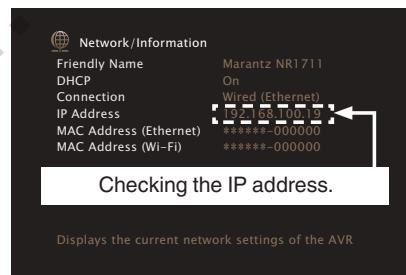 Network/Information
Friendly Name Marantz NR1711
DHCP On
Connection Wired (Ethernet)
IP Address 192.168.100.19
MAC Address (Ethernet) ******-000000
MAC Address (Wi-Fi) ******-000000
Checking the IP address.
Displays the current network settings of the AVR